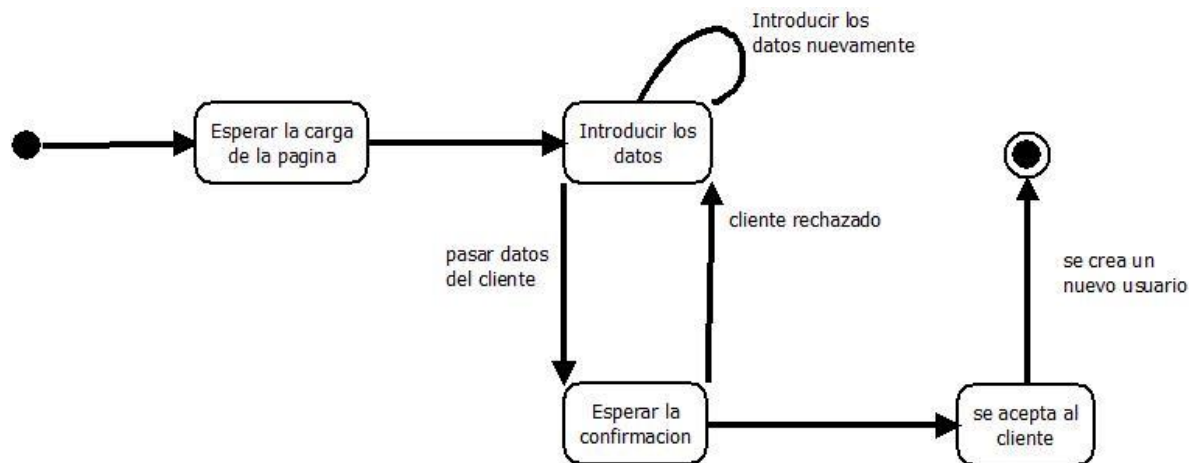 Introducir los
datos nuevamente
Esperar la carga
de la pagina
Introducir los
datos
cliente rechazado
pasar datos
del cliente
se crea un
nuevo usuario
Esperar la
confirmacion
se acepta al
cliente